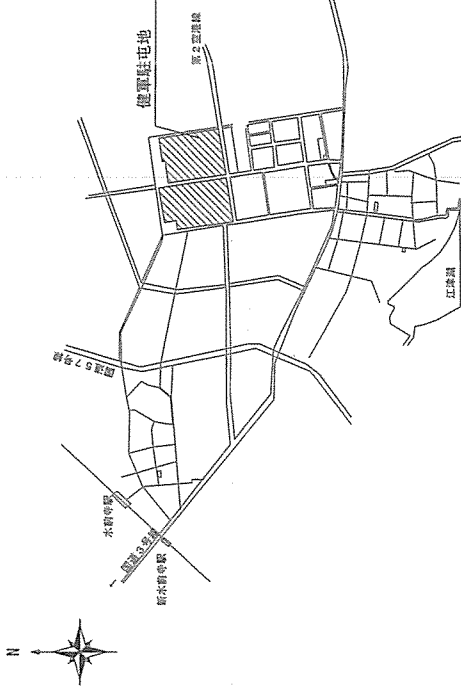 健軍駐屯地
第2空港線
国道57号線
水前寺駅
国道3号線
新水前寺駅
江津湖
N